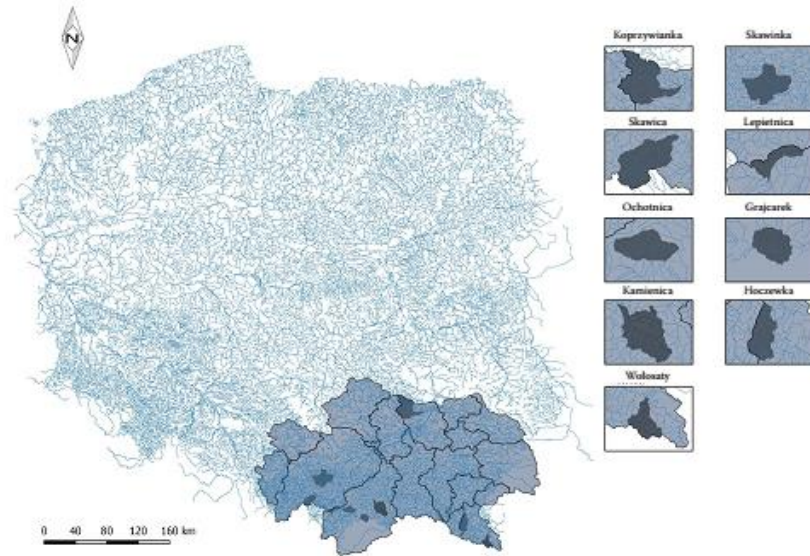 N
Koprzywianka
Skawinka
Skawica
Lepietnica
Ochotnica
Grajcarek
Kamienica
Hoczewka
Wołosaty
0 40 80 120 160 km